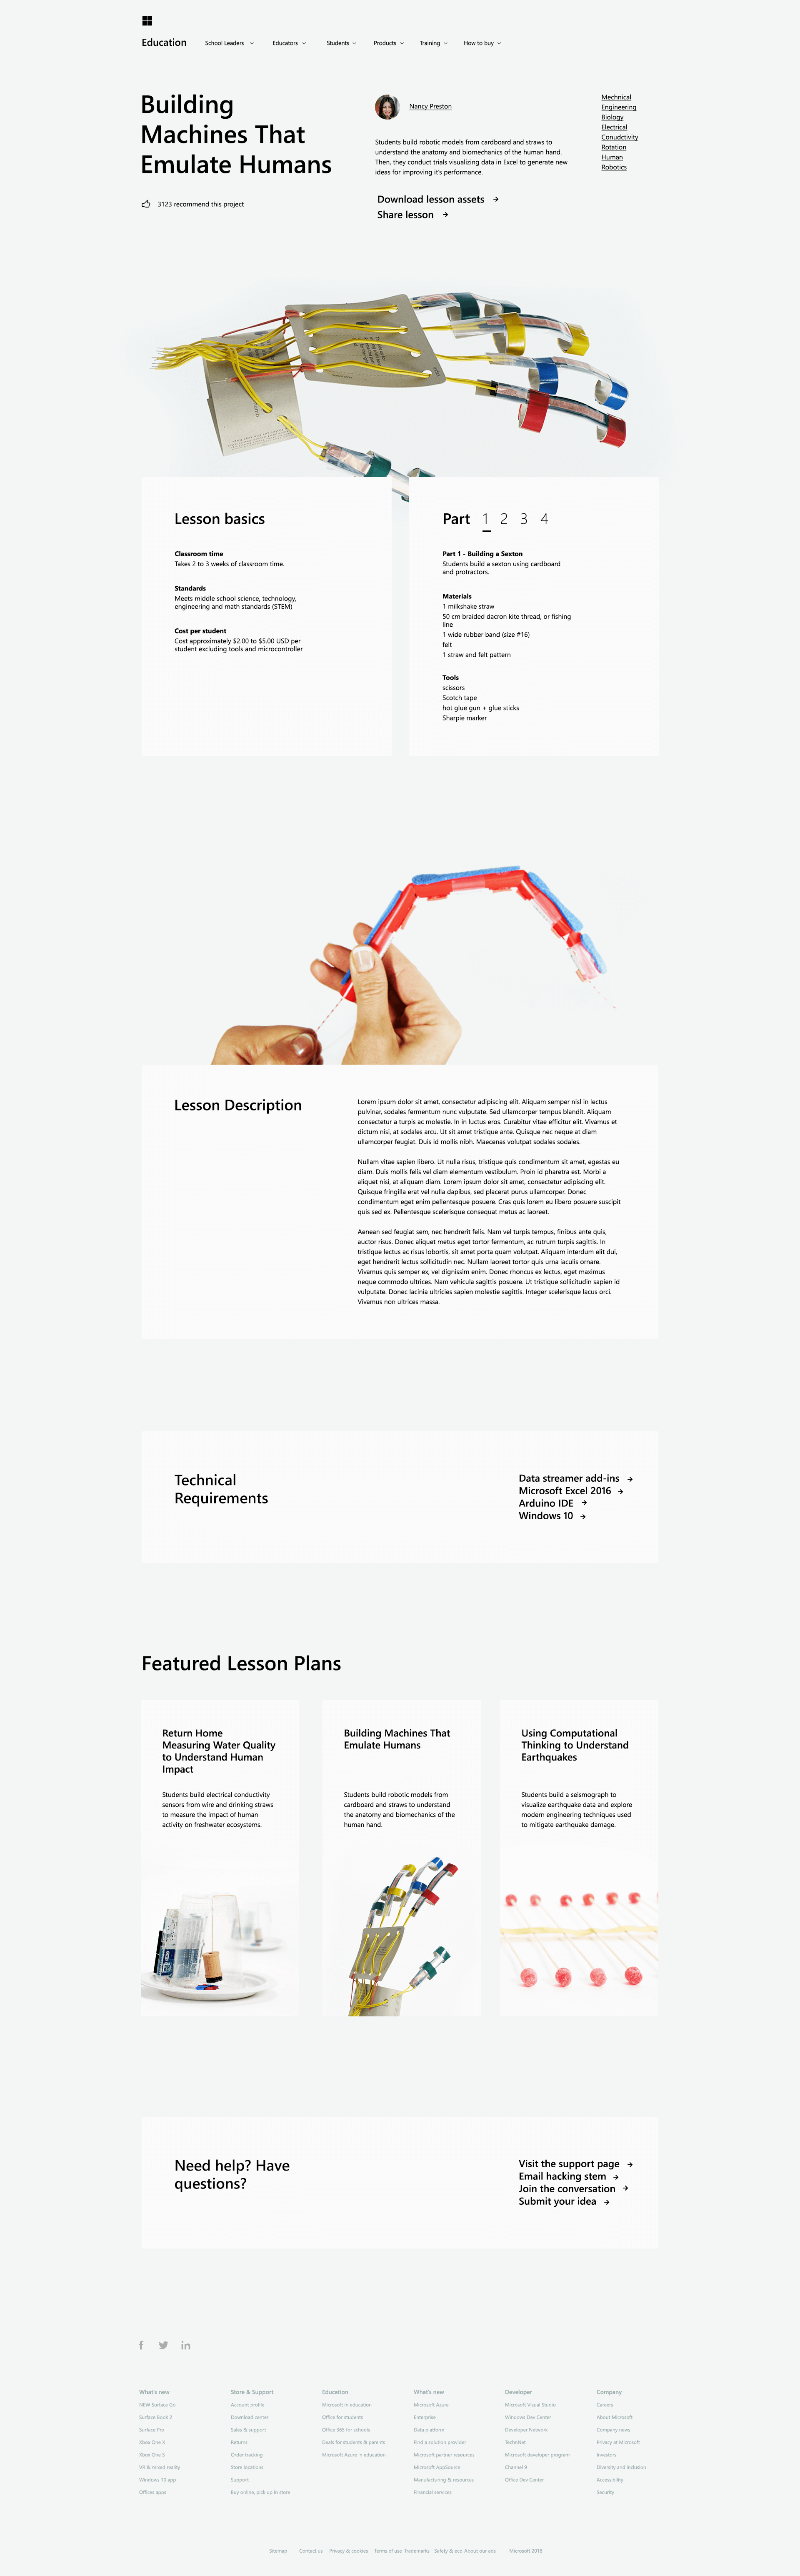 Education
School Leaders
Educators
Students
Products
Training
How to buy
Building
Machines That
Emulate Humans
3123 recommend this project
Nancy Preston
Students build robotic models from cardboard and straws to
understand the anatomy and biomechanics of the human hand.
Then, they conduct trials visualizing data in Excel to generate new
ideas for improving it's performance.
Download lesson assets
Share lesson
Mechnical
Engineering
Biology
Electrical
Conudctivity
Rotation
Human
Robotics
Lesson basics
Classroom time
Takes 2 to 3 weeks of classroom time.
Standards
Meets middle school science, technology,
engineering and math standards (STEM)
Cost per student
Cost approximately $2.00 to $5.00 USD per
student excluding tools and microcontroller
Part 1 2 3 4
Part 1 - Building a Sexton
Students build a sexton using cardboard
and protractors.
Materials
1 milkshake straw
50 cm braided dacron kite thread, or fishing
line
1 wide rubber band (size #16)
felt
1 straw and felt pattern
Tools
scissors
Scotch tape
hot glue gun + glue sticks
Sharpie marker
Lesson Description
Lorem ipsum dolor sit amet, consectetur adipiscing elit. Aliquam semper nisl in lectus
pulvinar, sodales fermentum nunc vulputate. Sed ullamcorper tempus blandit. Aliquam
consectetur a turpis ac molestie. In in luctus eros. Curabitur vitae efficitur elit. Vivamus et
dictum nisi, at sodales arcu. Ut sit amet tristique ante. Quisque nec neque at diam
ullamcorper feugiat. Duis id mollis nibh. Maecenas volutpat sodales sodales.
Nullam vitae sapien libero. Ut nulla risus, tristique quis condimentum sit amet, egestas eu
diam. Duis mollis felis vel diam elementum vestibulum. Proin id pharetra est. Morbi a
aliquet nisi, at aliquam diam. Lorem ipsum dolor sit amet, consectetur adipiscing elit.
Quisque fringilla erat vel nulla dapibus, sed placerat purus ullamcorper. Donec
condimentum eget enim pellentesque posuere. Cras quis lorem eu libero posuere suscipit
quis sed ex. Pellentesque scelerisque consequat metus ac laoreet.
Aenean sed feugiat sem, nec hendrerit felis. Nam vel turpis tempus, finibus ante quis,
auctor risus. Donec aliquet metus eget tortor fermentum, ac rutrum turpis sagittis. In
tristique lectus ac risus lobortis, sit amet porta quam volutpat. Aliquam interdum elit dui,
eget hendrerit lectus sollicitudin nec. Nullam laoreet tortor quis urna iaculis ornare.
Vivamus quis semper ex, vel dignissim enim. Donec rhoncus ex lectus, eget maximus
neque commodo ultrices. Nam vehicula sagittis posuere. Ut tristique sollicitudin sapien id
vulputate. Donec lacinia ultricies sapien molestie sagittis. Integer scelerisque lacus orci.
Vivamus non ultrices massa.
Technical
Requirements
Data streamer add-ins
Microsoft Excel 2016
Arduino IDE
Windows 10
Featured Lesson Plans
Return Home
Measuring Water Quality
to Understand Human
Impact
Students build electrical conductivity
sensors from wire and drinking straws
to measure the impact of human
activity on freshwater ecosystems.
Building Machines That
Emulate Humans
Students build robotic models from
cardboard and straws to understand
the anatomy and biomechanics of the
human hand.
Using Computational
Thinking to Understand
Earthquakes
Students build a seismograph to
visualize earthquake data and explore
modern engineering techniques used
to mitigate earthquake damage.
Need help? Have
questions?
Visit the support page
Email hacking stem
Join the conversation
Submit your idea
What's new
NEW Surface Go
Surface Book 2
Surface Pro
Xbox One X
Xbox One S
VR & mixed reality
Windows 10 app
Offices apps
Store & Support
Account profile
Download center
Sales & support
Returns
Order tracking
Store locations
Support
Buy online, pick up in store
Education
Microsoft in education
Office for students
Office 365 for schools
Deals for students & parents
Microsoft Azure in education
What's new
Microsoft Azure
Enterprise
Data platform
Find a solution provider
Microsoft partner resources
Microsoft AppSource
Manufacturing & resources
Financial services
Developer
Microsoft Visual Studio
Windows Dev Center
Developer Network
TechnNet
Microsoft developer program
Channel 9
Office Dev Center
Company
Careers
About Microsoft
Company news
Privacy at Microsoft
Investors
Diversity and inclusion
Accessibility
Security
Sitemap
Contact us
Privacy & cookies
Terms of use
Trademarks
Safety & eco
About our ads
Microsoft 2018